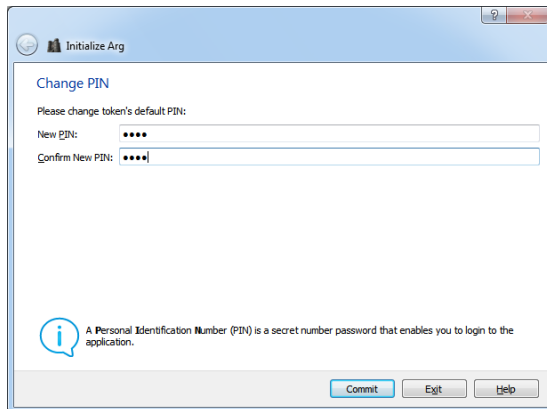 Initialize Arg
Change PIN
Please change token's default PIN:
New PIN: ••••
Confirm New PIN: ••••
A Personal Identification Number (PIN) is a secret number password that enables you to login to the
application.
Commit Exit Help